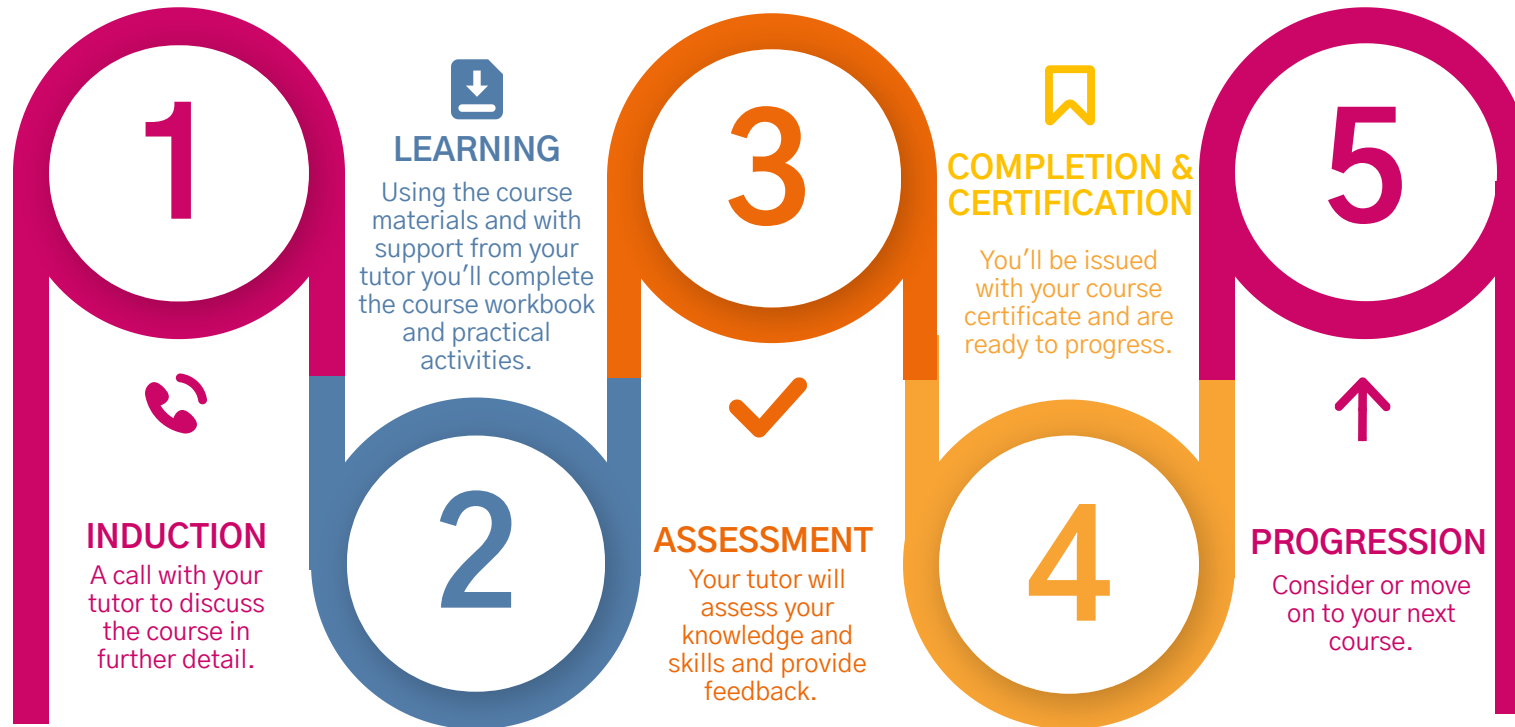 1
INDUCTION
A call with your
tutor to discuss
the course in
further detail.
LEARNING
Using the course
materials and with
support from your
tutor you’ll complete
the course workbook
and practical
activities.
2
3
ASSESSMENT
Your tutor will
assess your
knowledge and
skills and provide
feedback.
COMPLETION &
CERTIFICATION
You’ll be issued
with your course
certificate and are
ready to progress.
4
5
PROGRESSION
Consider or move
on to your next
course.